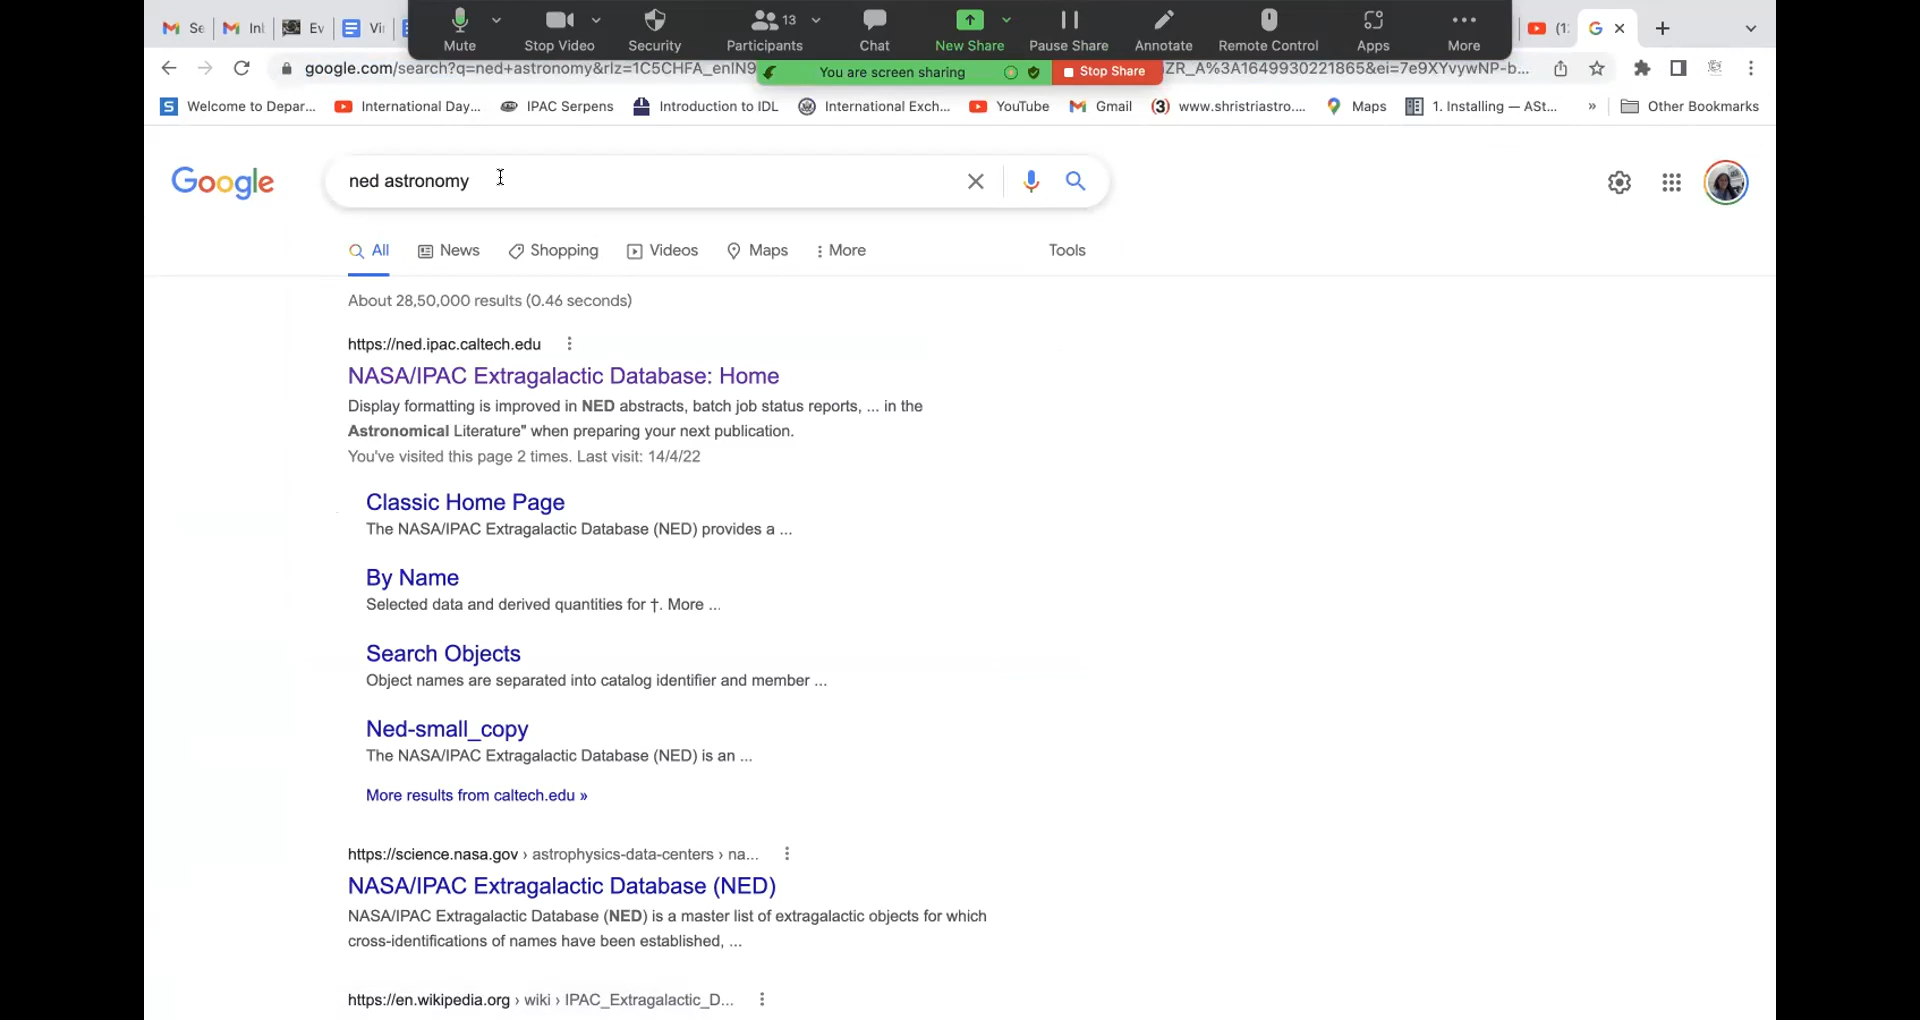 Se
Inl
Ev
Vi
Mute
Stop Video
Security
13
Participants
Chat
New Share
Pause Share
Annotate
Remote Control
Apps
More
(1
google.com/search?q=ned+astronomy&rlz=1C5CHFA_enIN9
You are screen sharing
Stop Share
ZR_A%3A1649930221865&ei=7e9XYvywNP-b...
Welcome to Depar...
International Day...
IPAC Serpens
Introduction to IDL
International Exch...
YouTube
Gmail
(3) www.shristriastro....
Maps
1. Installing — ASt...
»
Other Bookmarks
Google
ned astronomy
All
News
Shopping
Videos
Maps
More
Tools
About 28,50,000 results (0.46 seconds)
https://ned.ipac.caltech.edu
NASA/IPAC Extragalactic Database: Home
Display formatting is improved in NED abstracts, batch job status reports, ... in the
Astronomical Literature" when preparing your next publication.
You've visited this page 2 times. Last visit: 14/4/22
Classic Home Page
The NASA/IPAC Extragalactic Database (NED) provides a ...
By Name
Selected data and derived quantities for †. More ...
Search Objects
Object names are separated into catalog identifier and member ...
Ned-small_copy
The NASA/IPAC Extragalactic Database (NED) is an ...
More results from caltech.edu »
https://science.nasa.gov › astrophysics-data-centers › na...
NASA/IPAC Extragalactic Database (NED)
NASA/IPAC Extragalactic Database (NED) is a master list of extragalactic objects for which
cross-identifications of names have been established, ...
https://en.wikipedia.org › wiki › IPAC_Extragalactic_D...